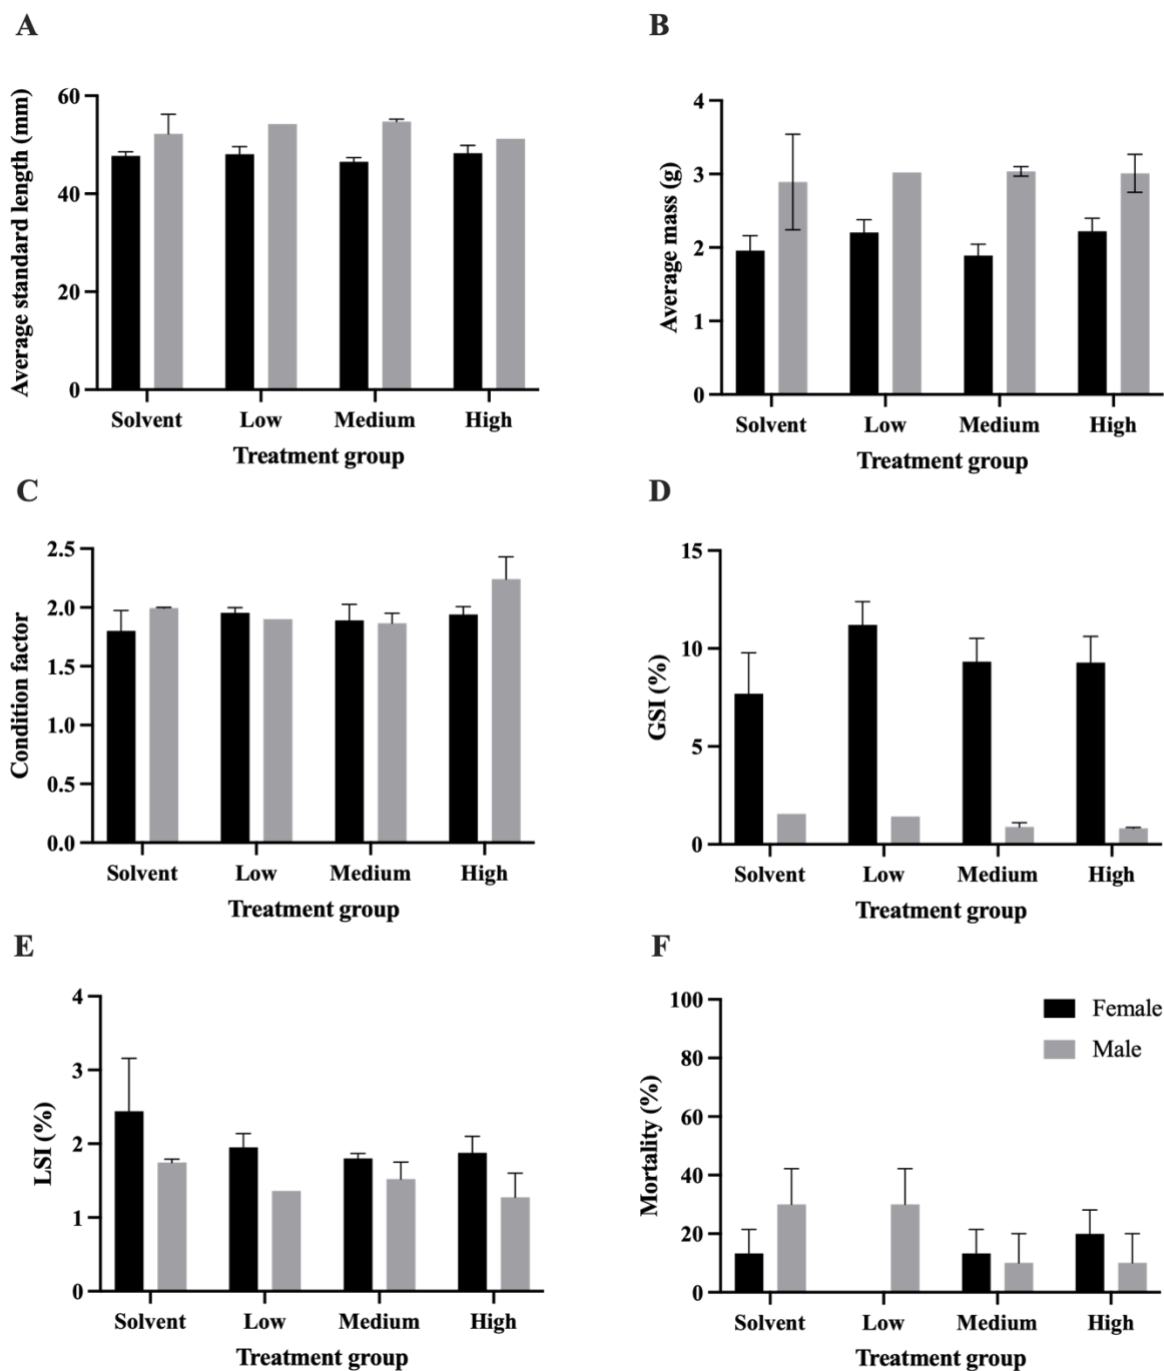 A
Average standard length (mm)
60
40
20
0
Solvent Low Medium High
Treatment group
B
Average mass (g)
4
3
2
1
0
Solvent Low Medium High
Treatment group
C
Condition factor
2.5
2.0
1.5
1.0
0.5
0.0
Solvent Low Medium High
Treatment group
D
GSI (%)
15
10
5
0
Solvent Low Medium High
Treatment group
E
LSI (%)
4
3
2
1
0
Solvent Low Medium High
Treatment group
F
Mortality (%)
100
80
60
40
20
0
Solvent Low Medium High
Treatment group
Female
Male